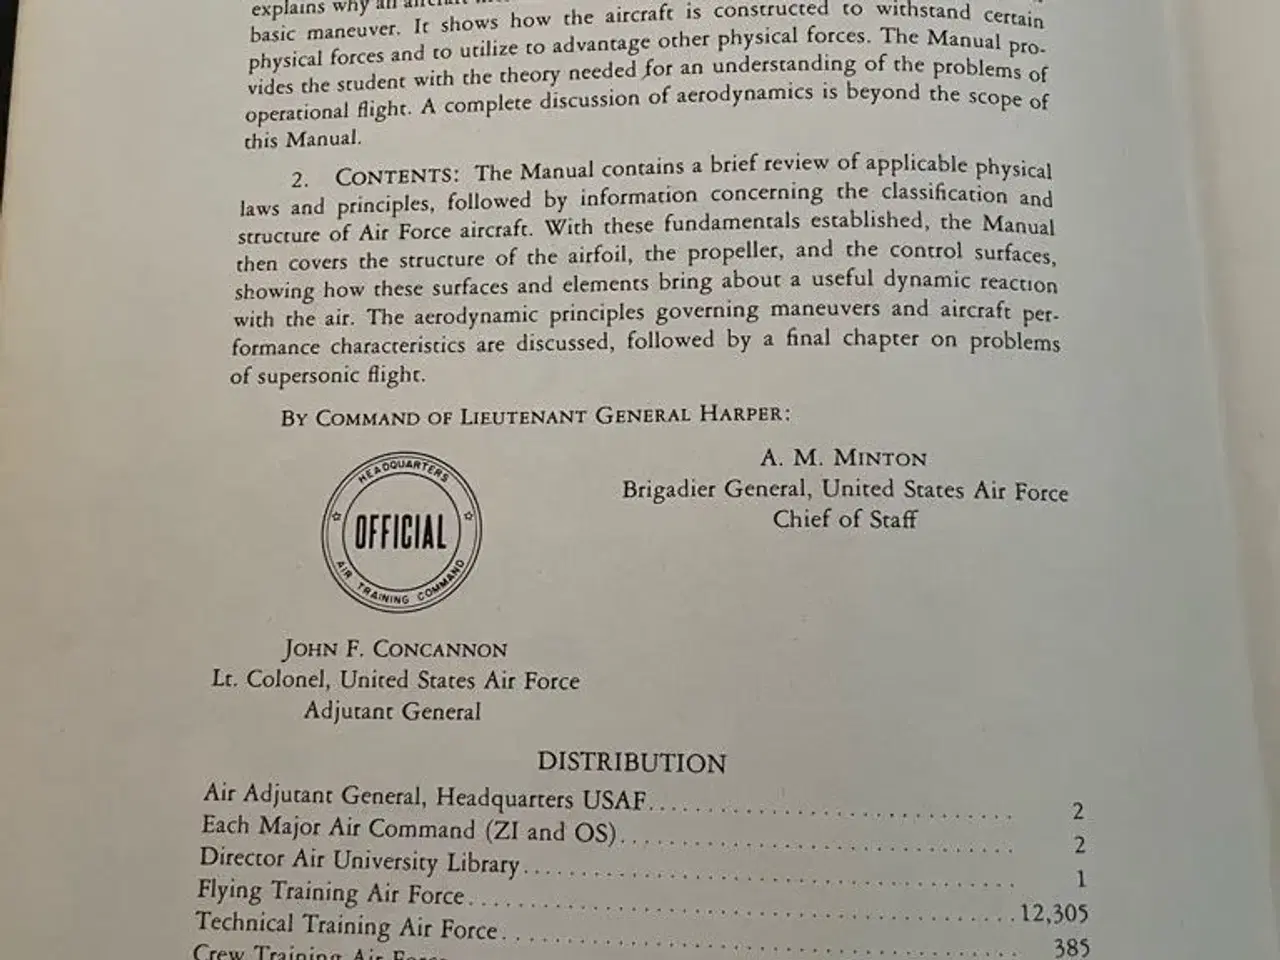 explains why an aircraft
basic maneuver. It shows how the aircraft is constructed to withstand certain
physical forces and to utilize to advantage other physical forces. The Manual pro-
vides the student with the theory needed for an understanding of the problems of
operational flight. A complete discussion of aerodynamics is beyond the scope of
this Manual.
2. CONTENTS: The Manual contains a brief review of applicable physical
laws and principles, followed by information concerning the classification and
structure of Air Force aircraft. With these fundamentals established, the Manual
then covers the structure of the airfoil, the propeller, and the control surfaces,
showing how these surfaces and elements bring about a useful dynamic reaction
with the air. The aerodynamic principles governing maneuvers and aircraft per-
formance characteristics are discussed, followed by a final chapter on problems
of supersonic flight.
BY COMMAND OF LIEUTENANT GENERAL HARPER:
A. M. MINTON
Brigadier General, United States Air Force
Chief of Staff
HEADQUARTERS
OFFICIAL
AIR TRAINING COMMAND
JOHN F. CONCANNON
Lt. Colonel, United States Air Force
Adjutant General
DISTRIBUTION
Air Adjutant General, Headquarters USAF 2
Each Major Air Command (ZI and OS) 2
Director Air University Library 1
Flying Training Air Force 12,305
Technical Training Air Force 385
Crew Training Air Force